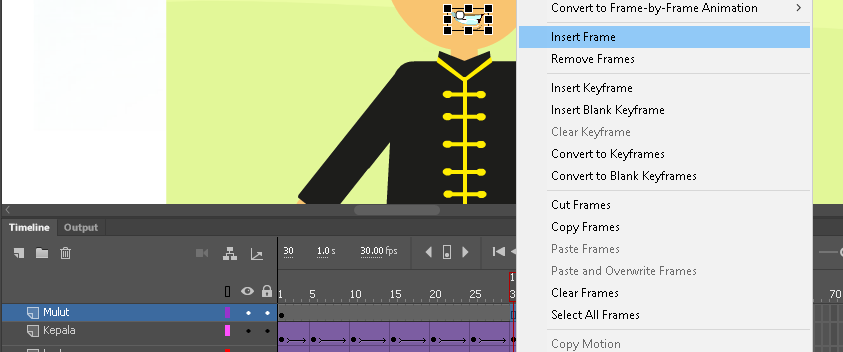 Convert to Frame-by-Frame Animation
Insert Frame
Remove Frames
Insert Keyframe
Insert Blank Keyframe
Clear Keyframe
Convert to Keyframes
Convert to Blank Keyframes
Cut Frames
Copy Frames
Paste Frames
Paste and Overwrite Frames
Clear Frames
Select All Frames
Copy Motion
Timeline Output
30 1.0 s 30.00 fps
1 5 10 15 20 25 70
Mulut
Kepala